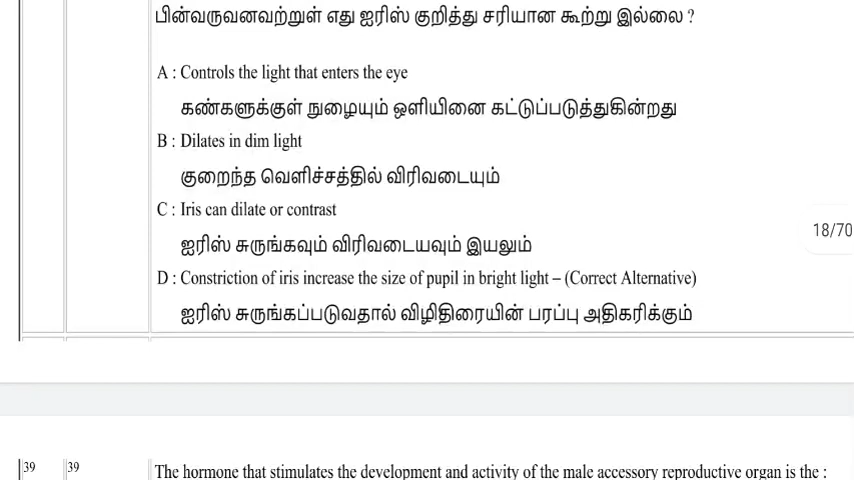 பின்வருவனவற்றுள் எது ஐரிஸ் குறித்து சரியான கூற்று இல்லை ?
A : Controls the light that enters the eye
கண்களுக்குள் நுழையும் ஒளியினை கட்டுப்படுத்துகின்றது
B : Dilates in dim light
குறைந்த வெளிச்சத்தில் விரிவடையும்
C : Iris can dilate or contrast
ஐரிஸ் சுருங்கவும் விரிவடையவும் இயலும்
18/70
D : Constriction of iris increase the size of pupil in bright light – (Correct Alternative)
ஐரிஸ் சுருங்கப்படுவதால் விழிதிரையின் பரப்பு அதிகரிக்கும்
39 39 The hormone that stimulates the development and activity of the male accessory reproductive organ is the :